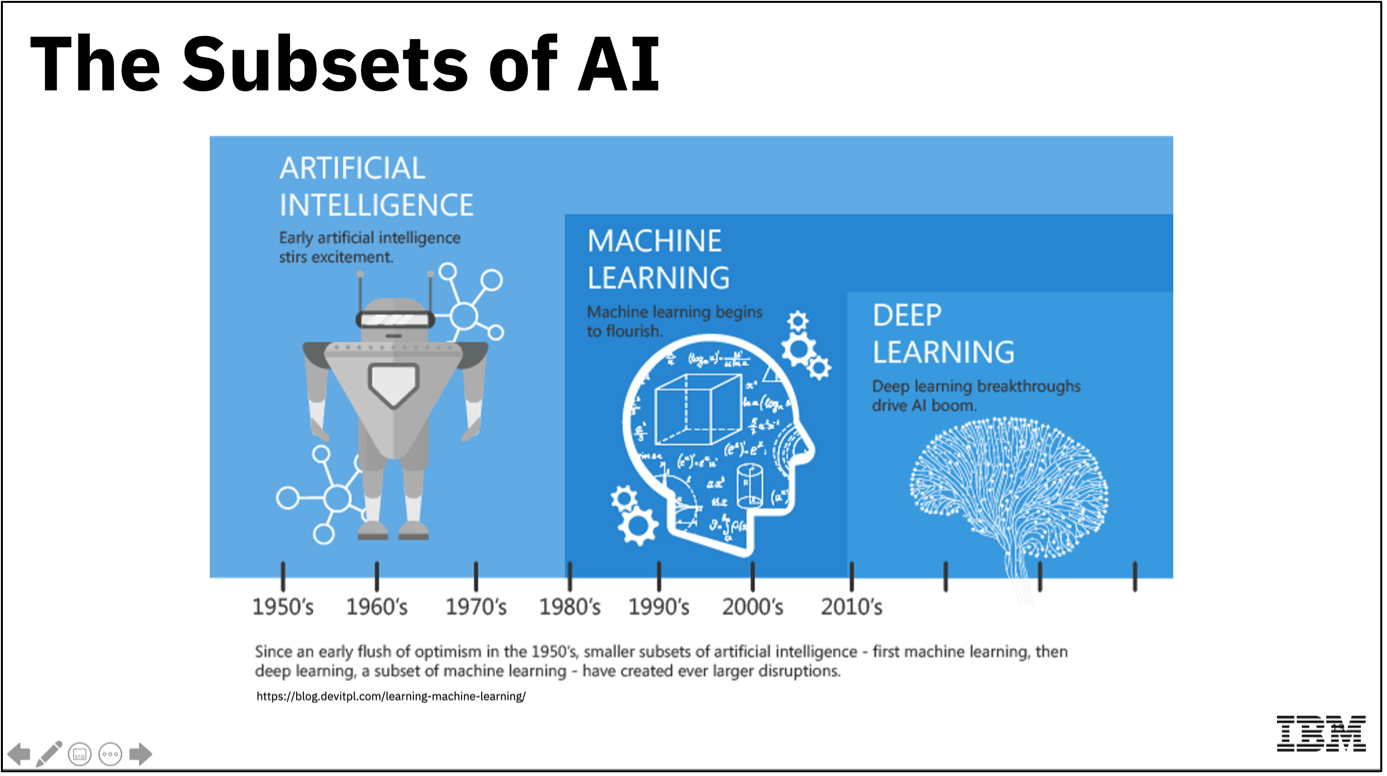 The Subsets of AI
ARTIFICIAL
INTELLIGENCE
Early artificial intelligence
stirs excitement.
MACHINE
LEARNING
Machine learning begins
to flourish.
DEEP
LEARNING
Deep learning breakthroughs
drive AI boom.
1950's 1960's 1970's 1980's 1990's 2000's 2010's
Since an early flush of optimism in the 1950's, smaller subsets of artificial intelligence - first machine learning, then
deep learning, a subset of machine learning - have created ever larger disruptions.
https://blog.devitpl.com/learning-machine-learning/
IBM